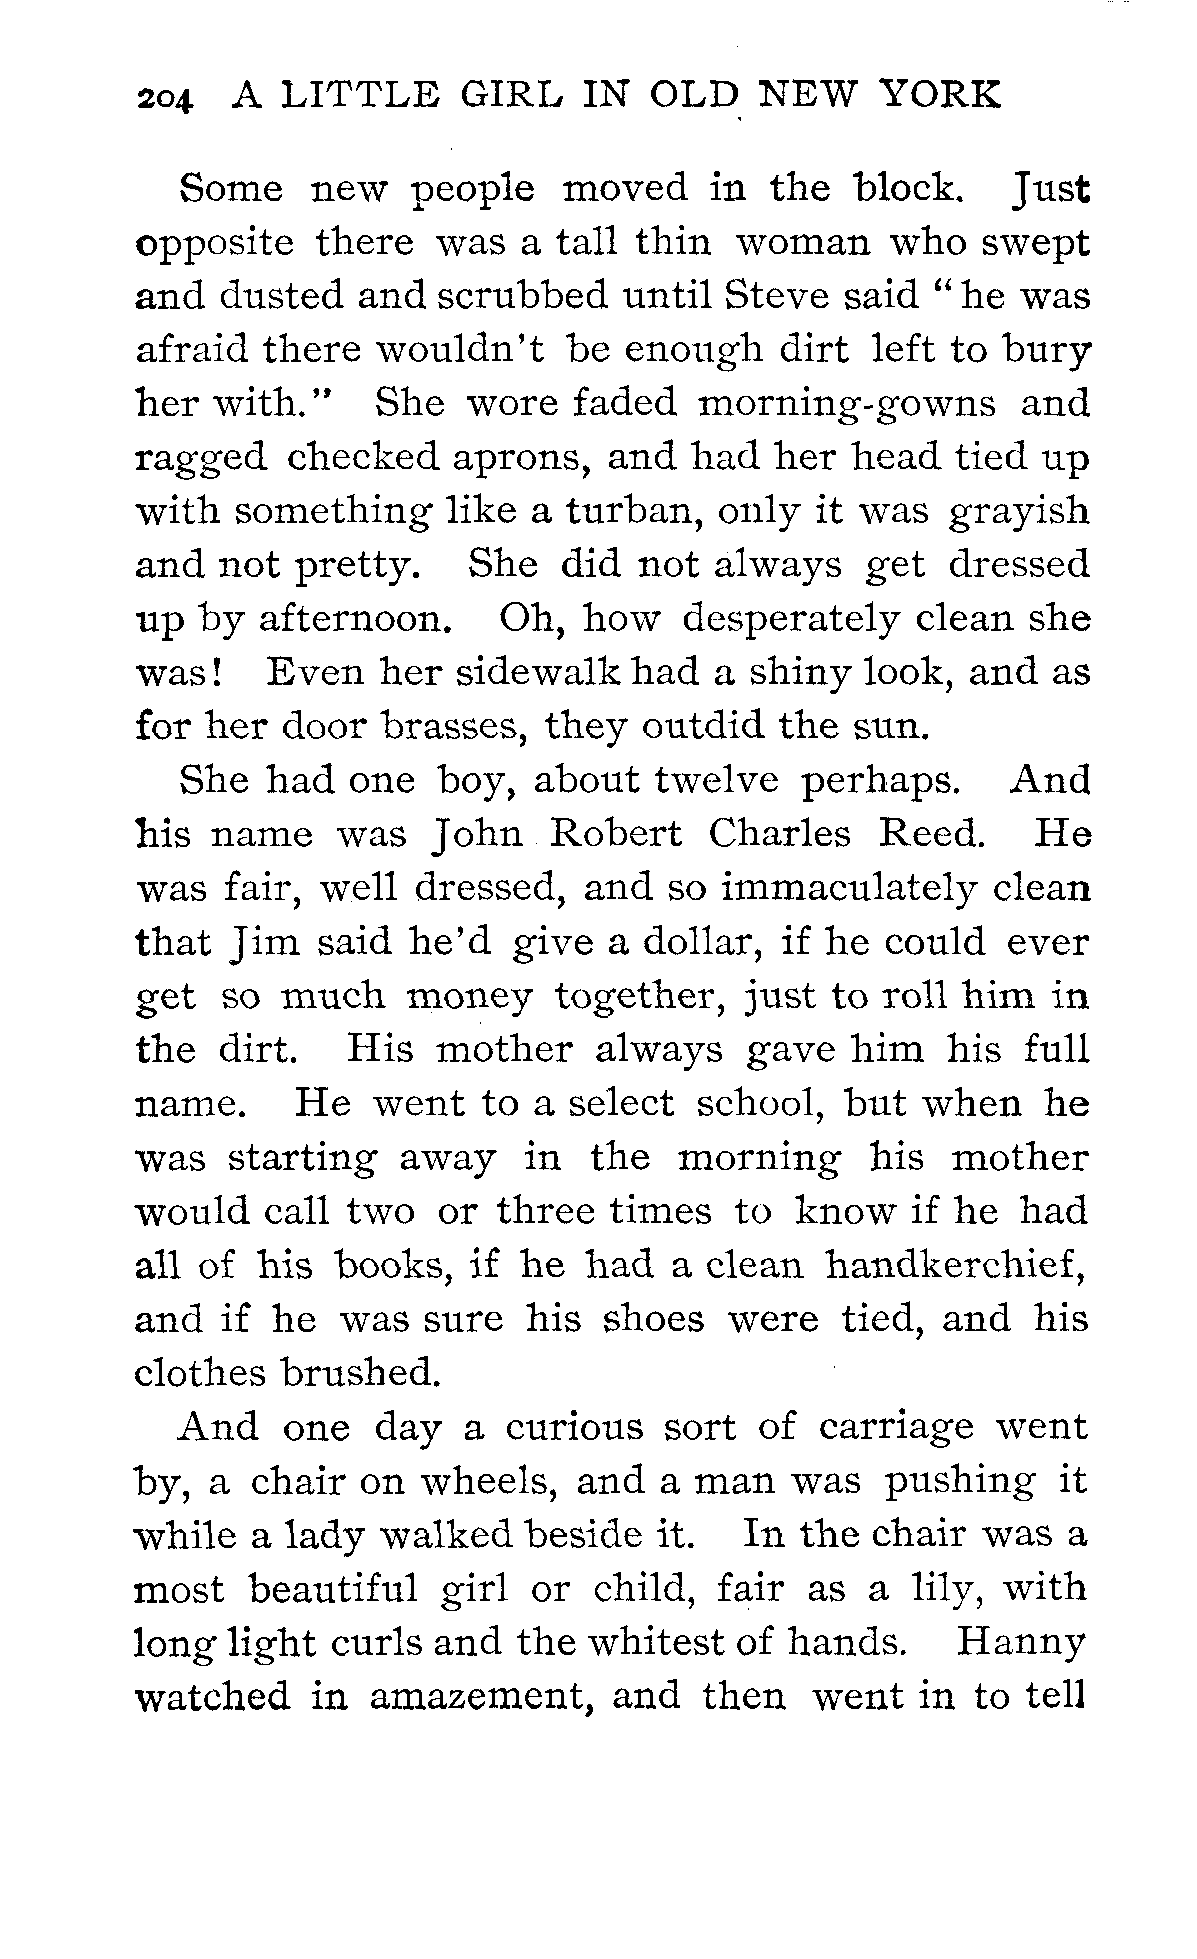 204 A LITTLE GIRL IN OLD NEW YORK
Some new people moved in the block. Just
opposite there was a tall thin woman who swept
and dusted and scrubbed until Steve said “he was
afraid there wouldn't be enough dirt left to bury
her with.” She wore faded morning-gowns and
ragged checked aprons, and had her head tied up
with something like a turban, only it was grayish
and not pretty. She did not always get dressed
up by afternoon. Oh, how desperately clean she
was! Even her sidewalk had a shiny look, and as
for her door brasses, they outdid the sun.
She had one boy, about twelve perhaps. And
his name was John Robert Charles Reed. He
was fair, well dressed, and so immaculately clean
that Jim said he'd give a dollar, if he could ever
get so much money together, just to roll him in
the dirt. His mother always gave him his full
name. He went to a select school, but when he
was starting away in the morning his mother
would call two or three times to know if he had
all of his books, if he had a clean handkerchief,
and if he was sure his shoes were tied, and his
clothes brushed.
And one day a curious sort of carriage went
by, a chair on wheels, and a man was pushing it
while a lady walked beside it. In the chair was a
most beautiful girl or child, fair as a lily, with
long light curls and the whitest of hands. Hanny
watched in amazement, and then went in to tell